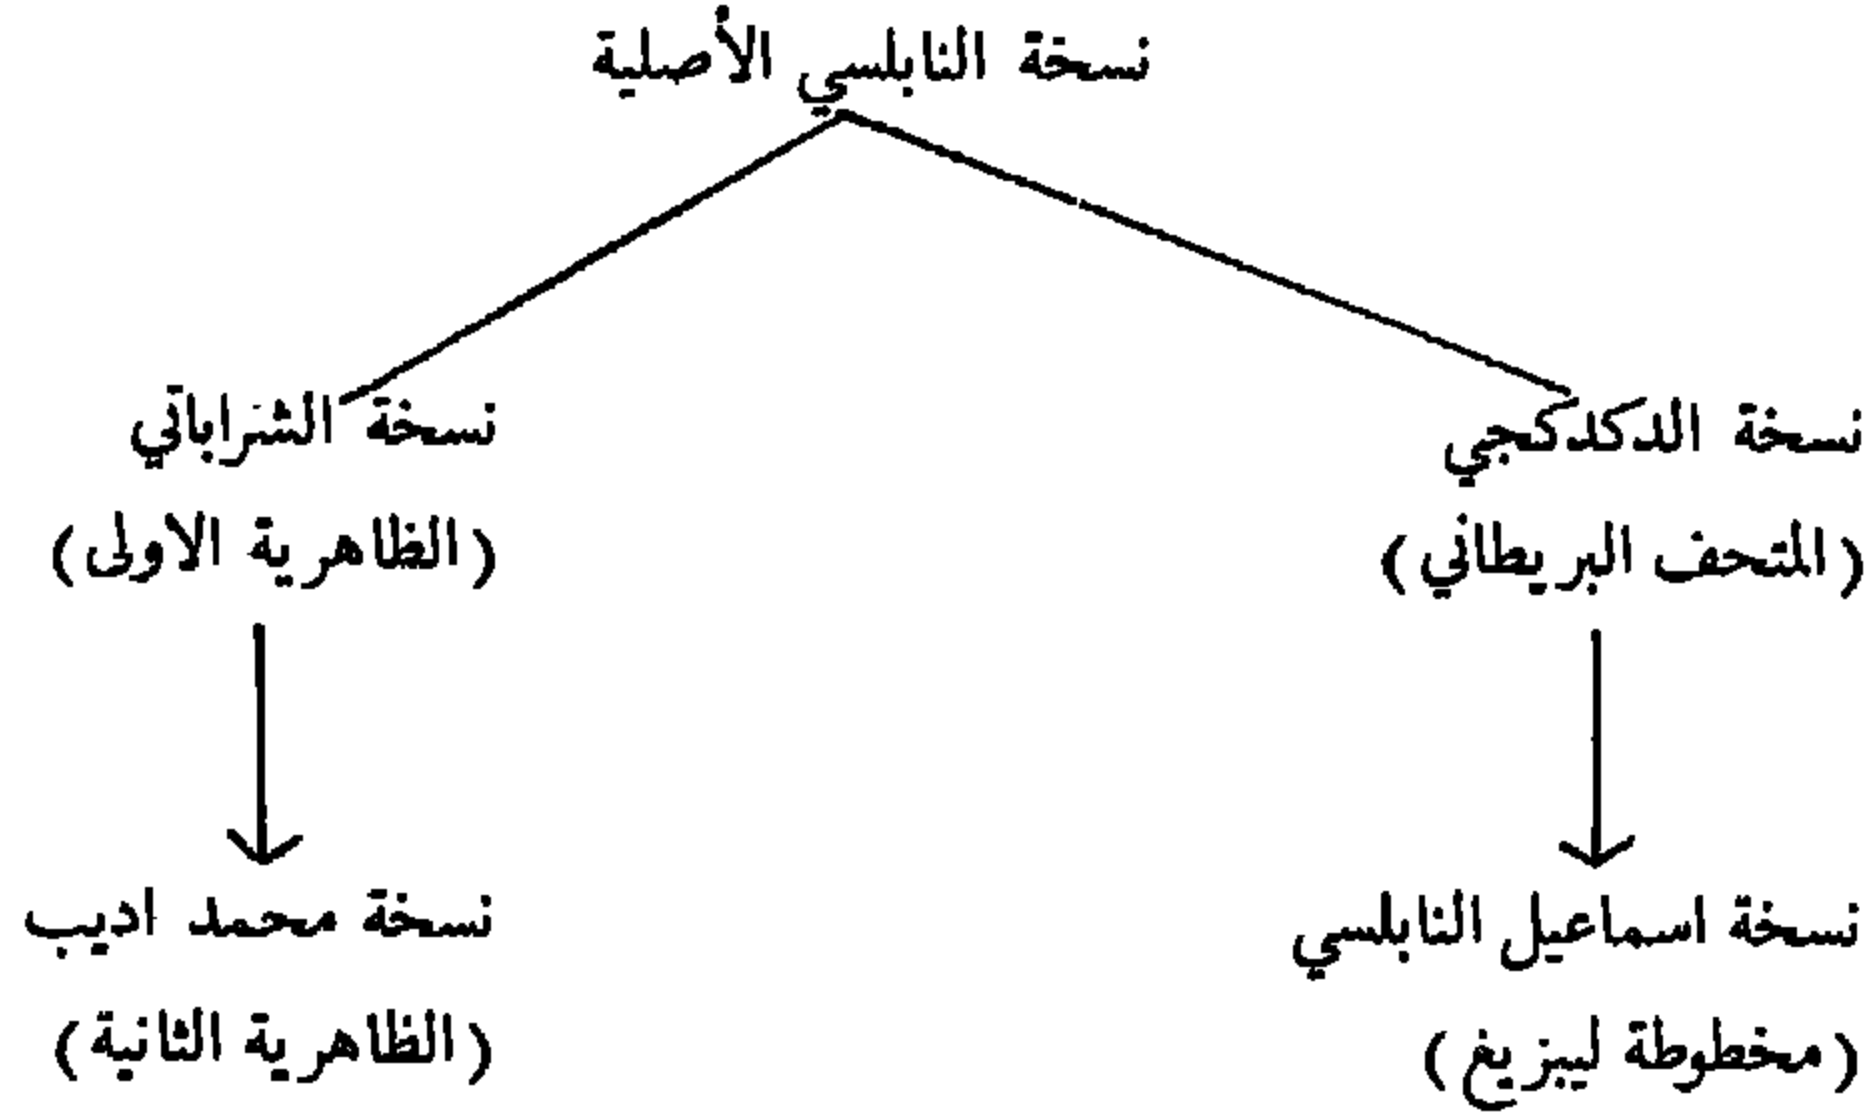 نسخة النابلسي الأصلية
نسخة الدكدكجي
(المتحف البريطاني)
نسخة الشراباتي
(الظاهرية الاولى)
نسخة اسماعيل النابلسي
(مخطوطة ليبزيغ)
نسخة محمد اديب
(الظاهرية الثانية)